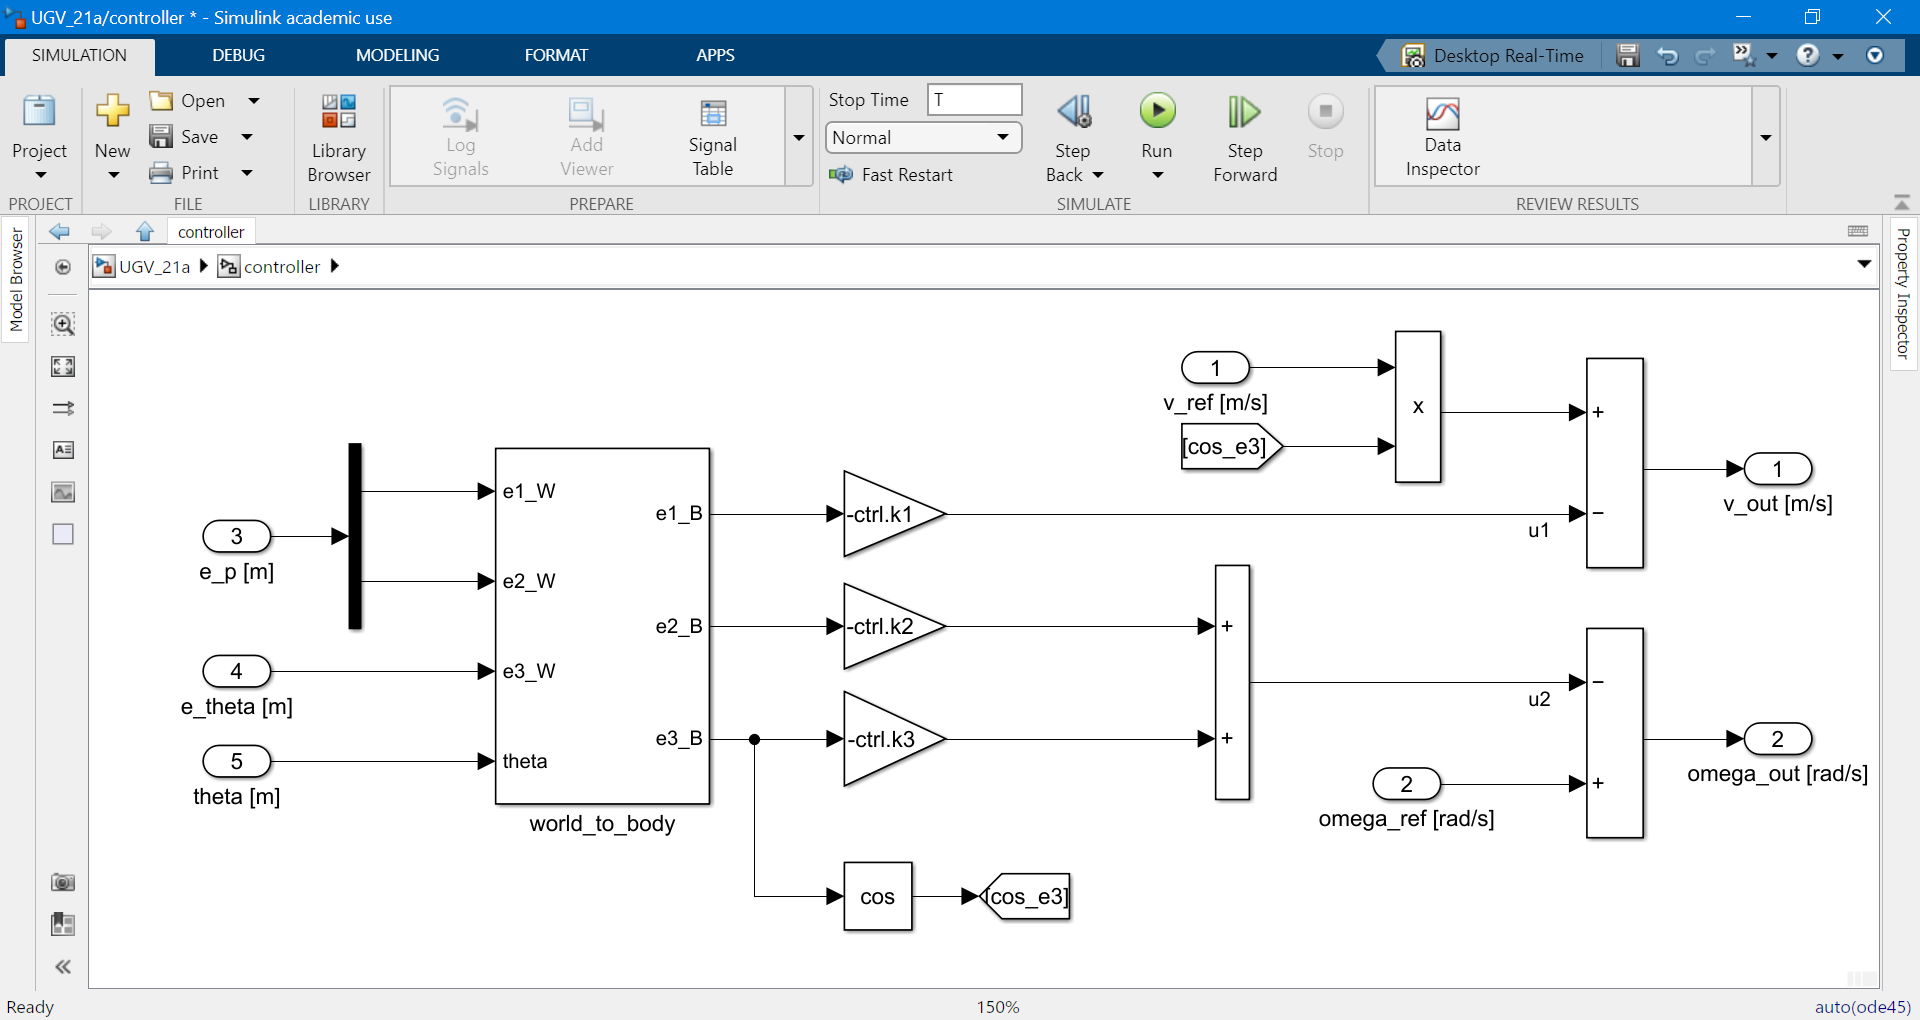 UGV_21a/controller * - Simulink academic use
SIMULATION DEBUG MODELING FORMAT APPS Desktop Real-Time
Project
PROJECT
New
Open
Save
Print
FILE
Library
Browser
LIBRARY
Log
Signals
Add
Viewer
Signal
Table
PREPARE
Stop Time T
Normal
Fast Restart
Step
Back
Run
Step
Forward
Stop
SIMULATE
Data
Inspector
REVIEW RESULTS
Model Browser
controller
Property Inspector
UGV_21a controller
1
v_ref [m/s]
[cos_e3]
x
+
−
1
v_out [m/s]
3
e_p [m]
4
e_theta [m]
5
theta [m]
e1_W
e2_W
e3_W
theta
e1_B
e2_B
e3_B
world_to_body
-ctrl.k1
-ctrl.k2
-ctrl.k3
u1
+
+
u2
−
+
2
omega_ref [rad/s]
2
omega_out [rad/s]
cos
[cos_e3]
Ready 150% auto(ode45)